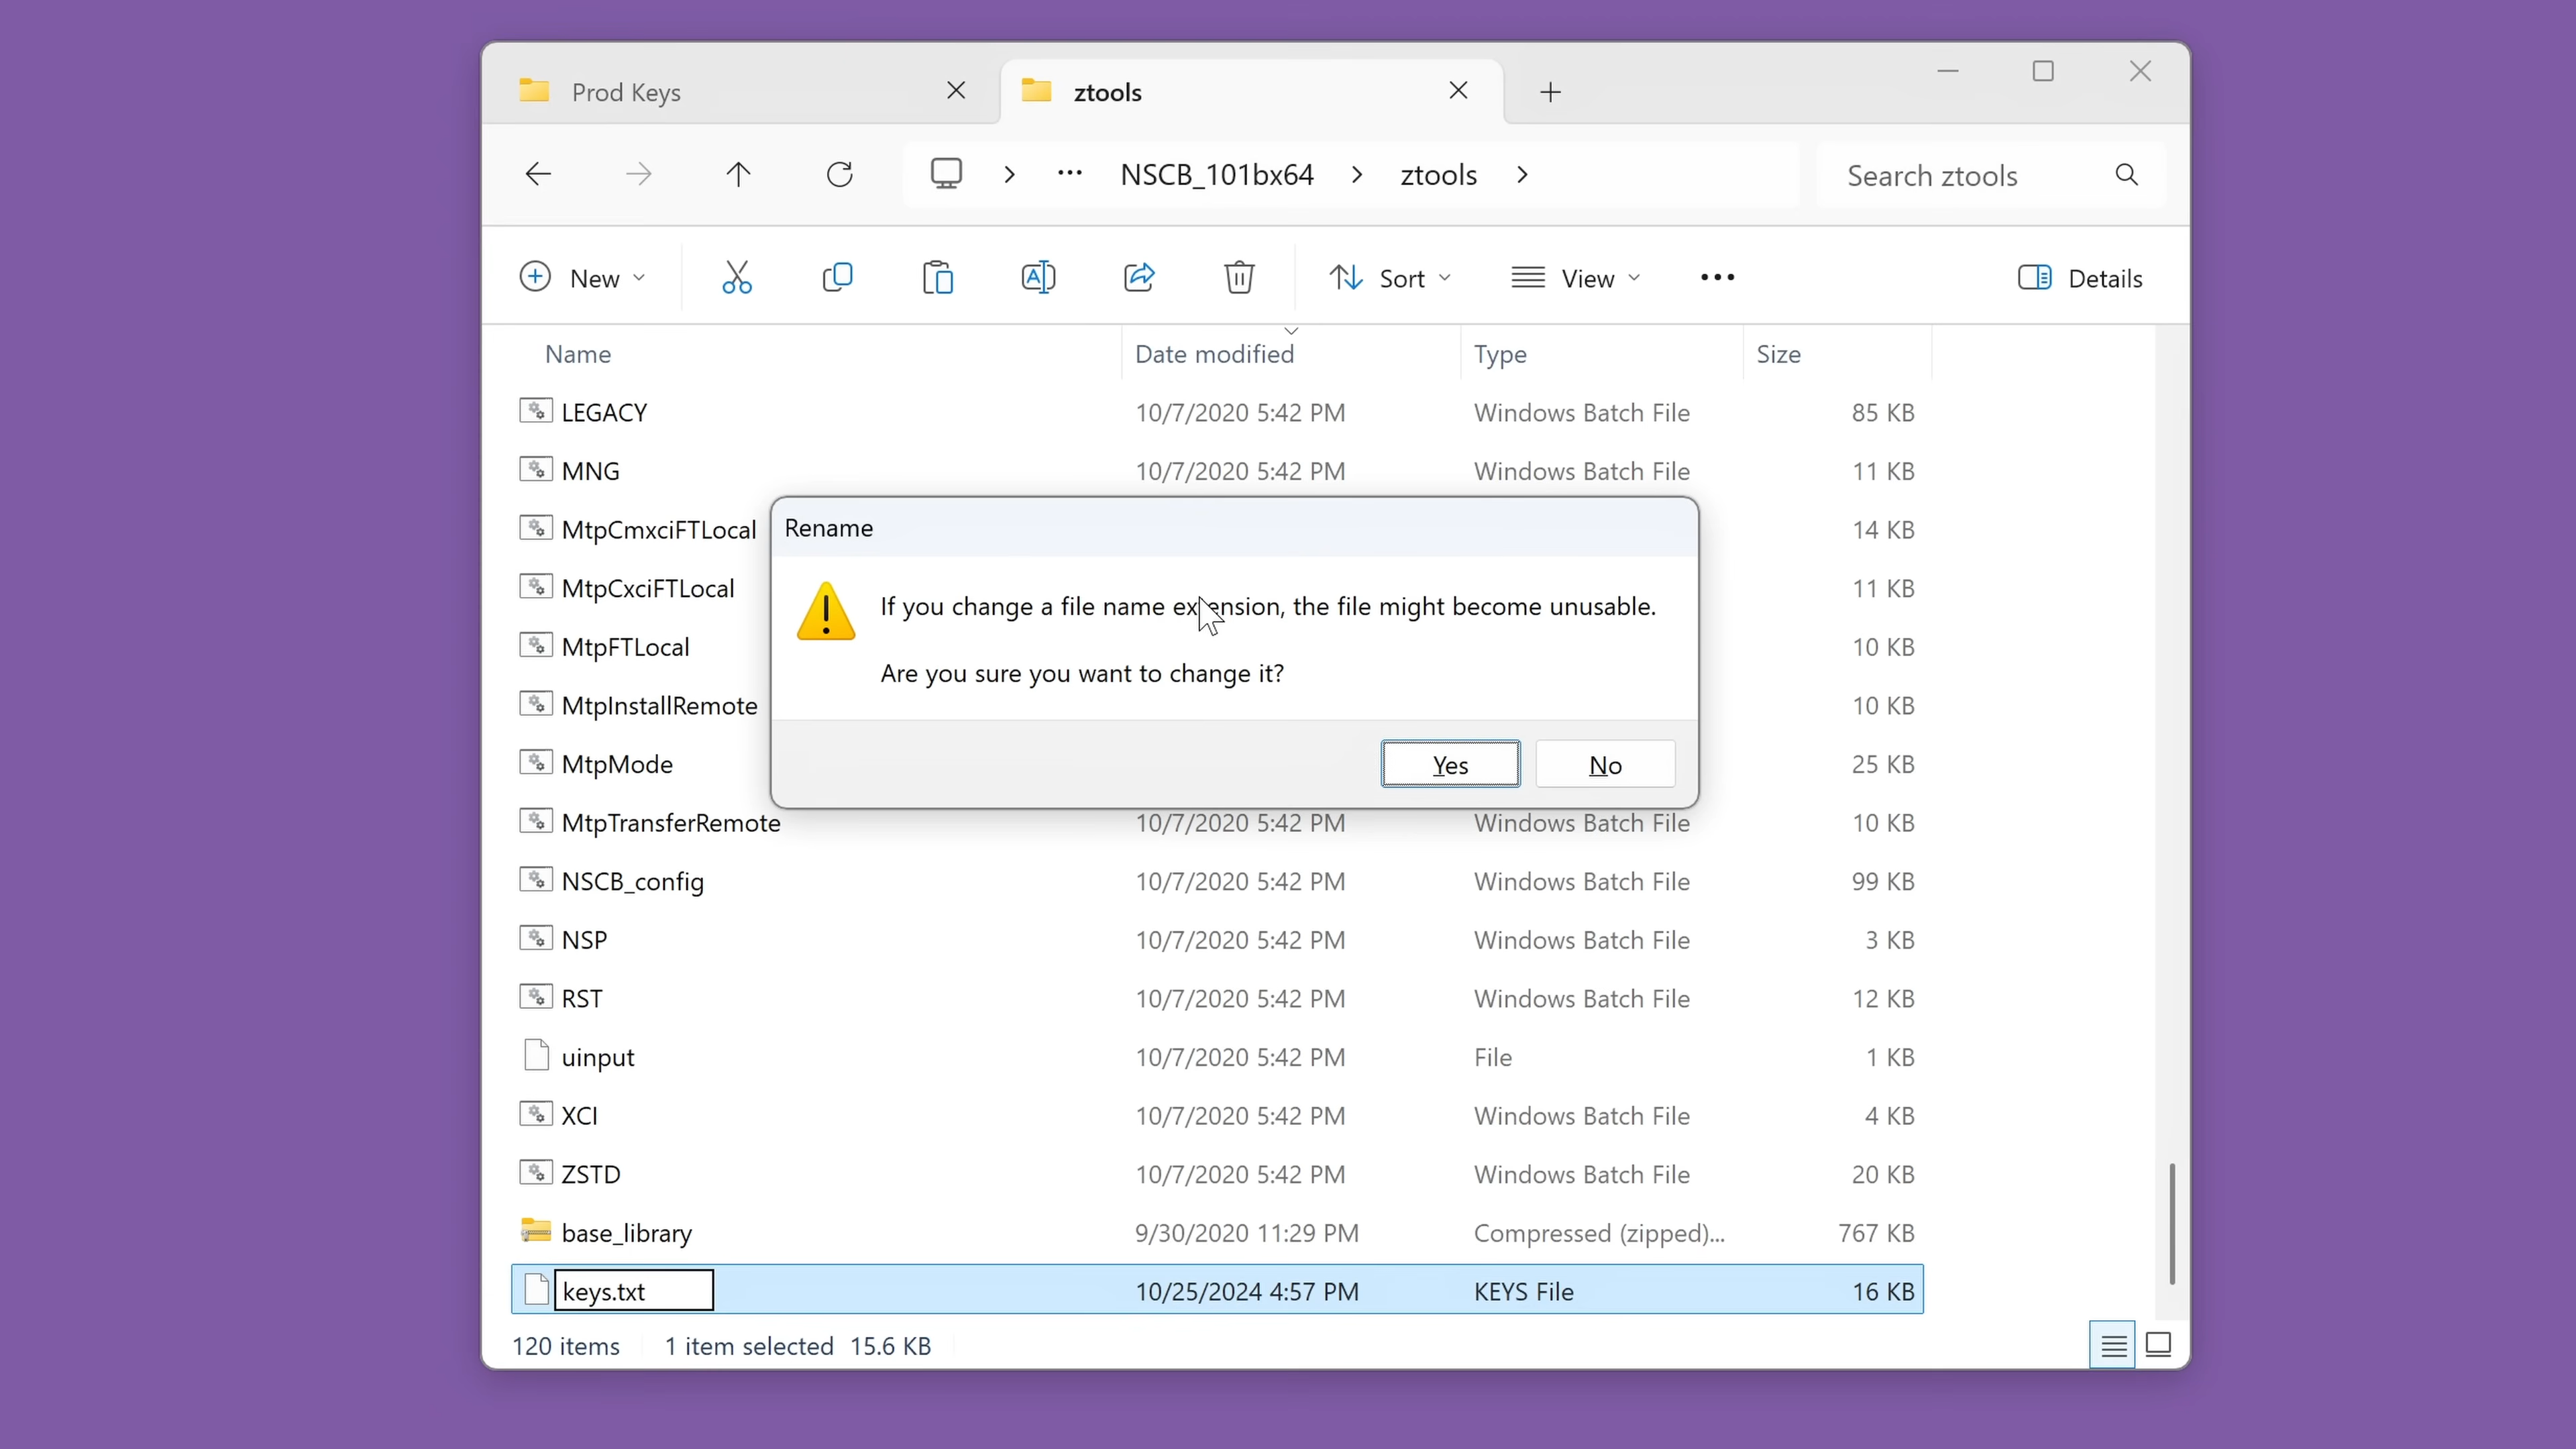 Prod Keys
ztools
NSCB_101bx64
ztools
Search ztools
New
Sort
View
Details
Name Date modified Type Size
LEGACY 10/7/2020 5:42 PM Windows Batch File 85 KB
MNG 10/7/2020 5:42 PM Windows Batch File 11 KB
MtpCmxciFTLocal 14 KB
MtpCxciFTLocal 11 KB
MtpFTLocal 10 KB
MtpInstallRemote 10 KB
MtpMode 25 KB
Rename
If you change a file name extension, the file might become unusable.
Are you sure you want to change it?
Yes No
MtpTransferRemote 10/7/2020 5:42 PM Windows Batch File 10 KB
NSCB_config 10/7/2020 5:42 PM Windows Batch File 99 KB
NSP 10/7/2020 5:42 PM Windows Batch File 3 KB
RST 10/7/2020 5:42 PM Windows Batch File 12 KB
uinput 10/7/2020 5:42 PM File 1 KB
XCI 10/7/2020 5:42 PM Windows Batch File 4 KB
ZSTD 10/7/2020 5:42 PM Windows Batch File 20 KB
base_library 9/30/2020 11:29 PM Compressed (zipped)... 767 KB
keys.txt 10/25/2024 4:57 PM KEYS File 16 KB
120 items 1 item selected 15.6 KB